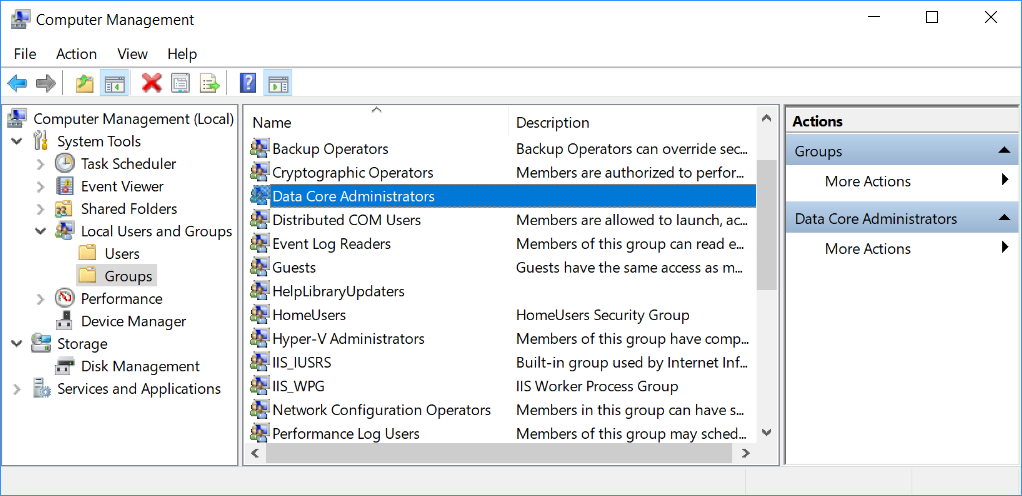 Computer Management
File Action View Help
Computer Management (Local)
System Tools
Task Scheduler
Event Viewer
Shared Folders
Local Users and Groups
Users
Groups
Performance
Device Manager
Storage
Disk Management
Services and Applications
Name Description
Backup Operators Backup Operators can override sec...
Cryptographic Operators Members are authorized to perfor...
Data Core Administrators
Distributed COM Users Members are allowed to launch, ac...
Event Log Readers Members of this group can read e...
Guests Guests have the same access as m...
HelpLibraryUpdaters
HomeUsers HomeUsers Security Group
Hyper-V Administrators Members of this group have comp...
IIS_IUSRS Built-in group used by Internet Inf...
IIS_WPG IIS Worker Process Group
Network Configuration Operators Members in this group can have s...
Performance Log Users Members of this group may sched...
Actions
Groups
More Actions
Data Core Administrators
More Actions